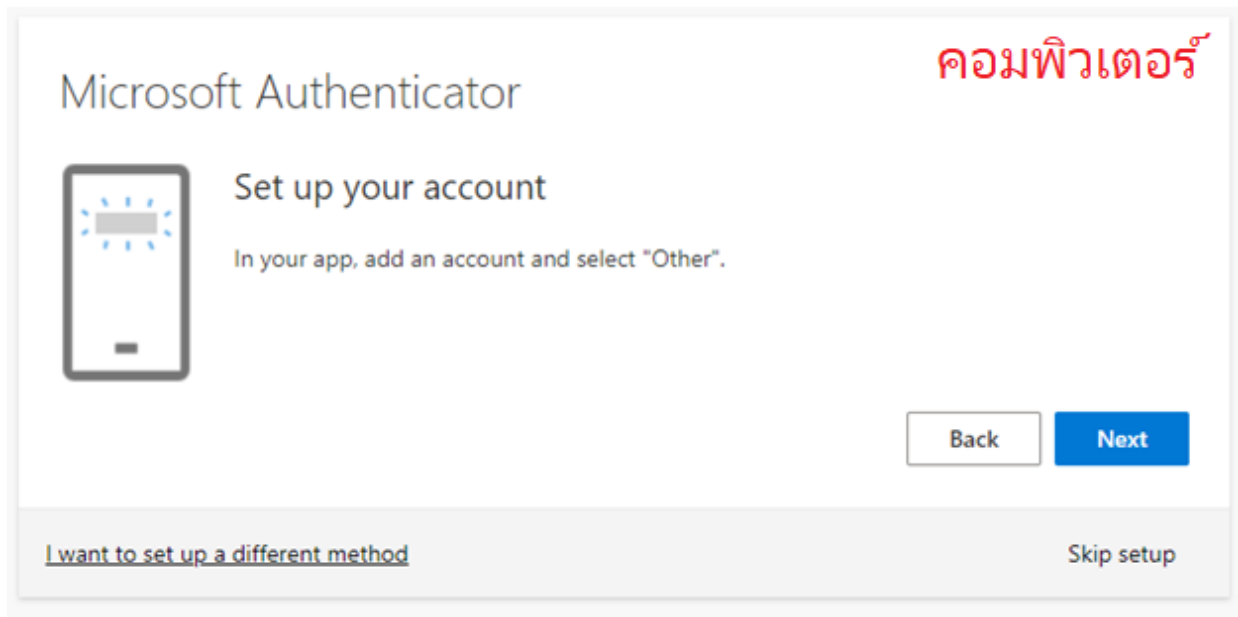 คอมพิวเตอร์
Microsoft Authenticator
Set up your account
In your app, add an account and select "Other".
Back
Next
I want to set up a different method
Skip setup